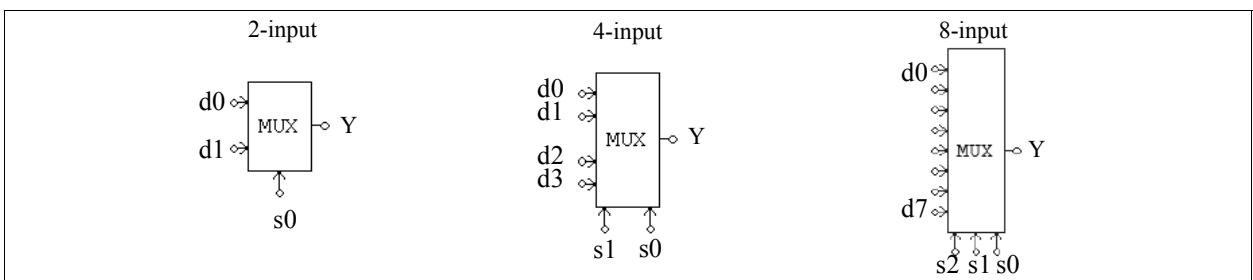 2-input
4-input
8-input
d0
d1
MUX
Y
s0
d0
d1
d2
d3
MUX
Y
s1 s0
d0
d7
MUX
Y
s2 s1 s0